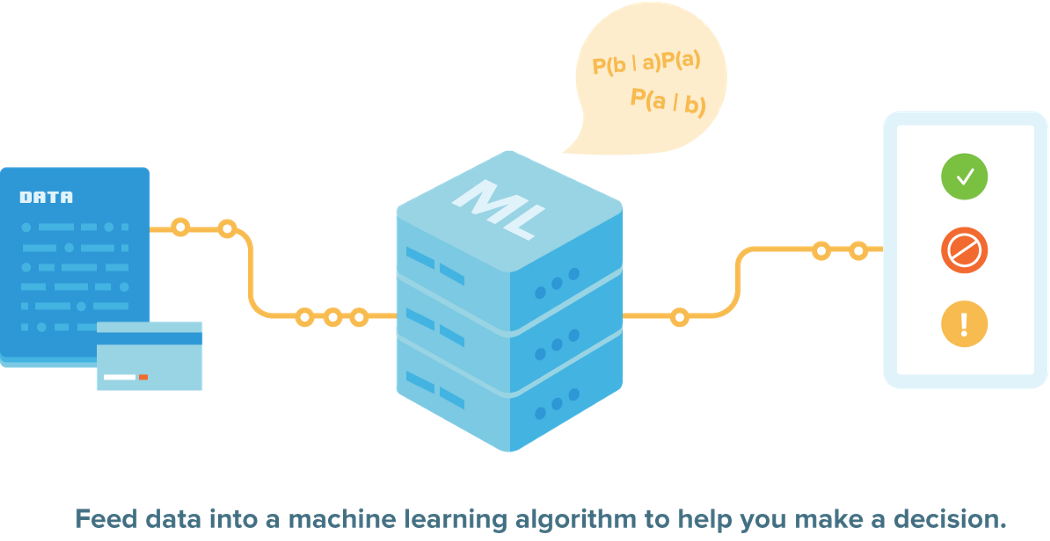 P(b | a)P(a)
P(a | b)
DATA
ML
Feed data into a machine learning algorithm to help you make a decision.